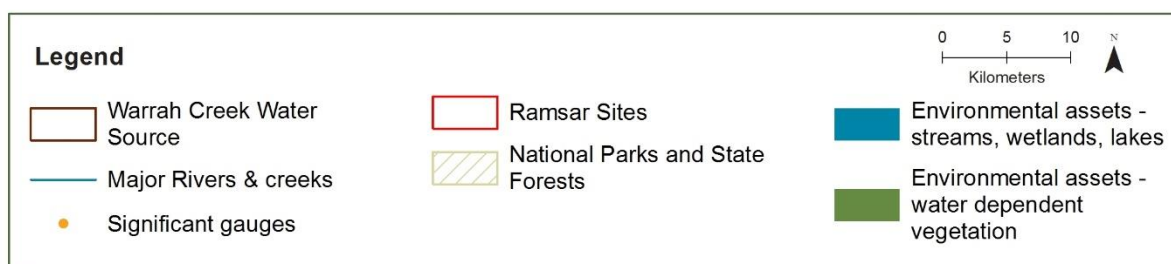 Legend
0 5 10
Kilometers
N
Warrah Creek Water
Source
Major Rivers & creeks
Significant gauges
Ramsar Sites
National Parks and State
Forests
Environmental assets -
streams, wetlands, lakes
Environmental assets -
water dependent
vegetation